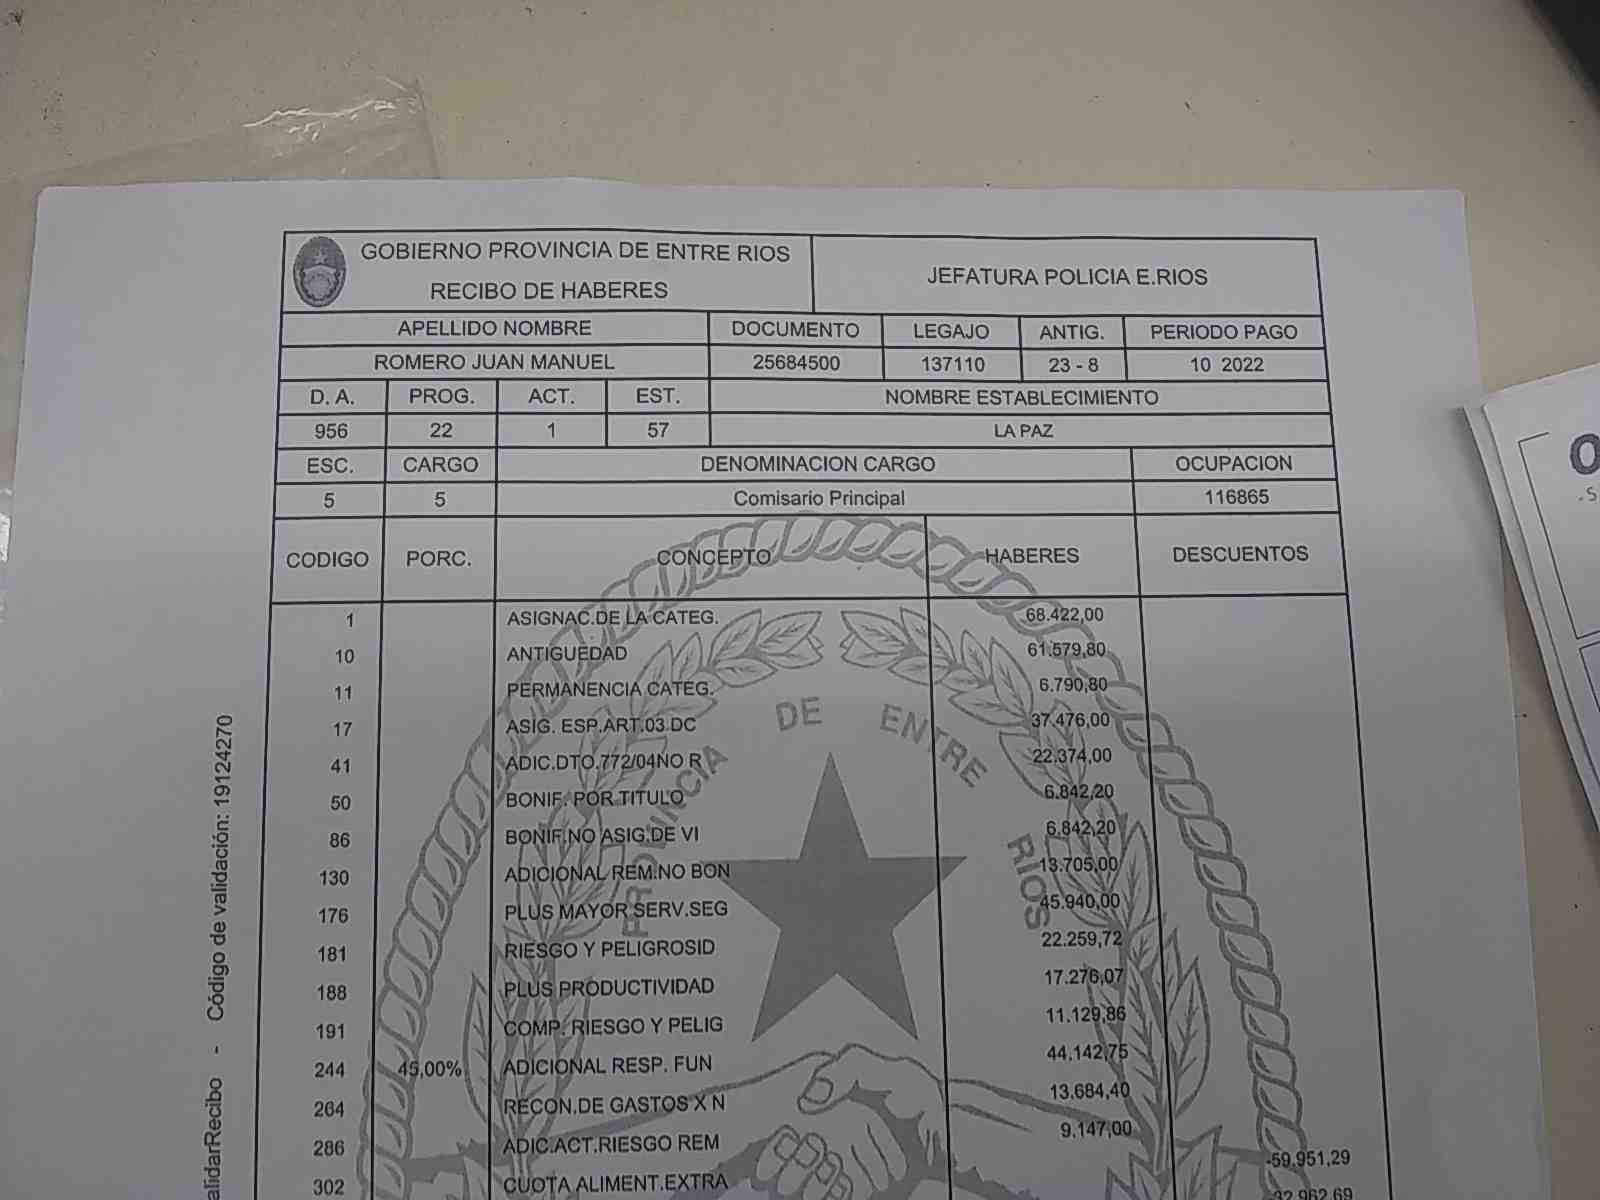 GOBIERNO PROVINCIA DE ENTRE RIOS
RECIBO DE HABERES
JEFATURA POLICIA E.RIOS
APELLIDO NOMBRE DOCUMENTO LEGAJO ANTIG. PERIODO PAGO
ROMERO JUAN MANUEL 25684500 137110 23 - 8 10 2022
D. A. PROG. ACT. EST. NOMBRE ESTABLECIMIENTO
956 22 1 57 LA PAZ
ESC. CARGO DENOMINACION CARGO OCUPACION
5 5 Comisario Principal 116865
CODIGO PORC. CONCEPTO HABERES DESCUENTOS
1 ASIGNAC.DE LA CATEG. 68.422,00
10 ANTIGUEDAD 61.579,80
11 PERMANENCIA CATEG. 6.790,80
17 ASIG. ESP.ART.03 DC 37.476,00
41 ADIC.DTO.772/04NO R 22.374,00
50 BONIF. POR TITULO 6.842,20
86 BONIF.NO ASIG.DE VI 6.842,20
130 ADICIONAL REM.NO BON 13.705,00
176 PLUS MAYOR SERV.SEG 45.940,00
181 RIESGO Y PELIGROSID 22.259,72
188 PLUS PRODUCTIVIDAD 17.276,07
191 COMP. RIESGO Y PELIG 11.129,86
244 45,00% ADICIONAL RESP. FUN 44.142,75
264 RECON.DE GASTOS X N 13.684,40
286 ADIC.ACT.RIESGO REM 9.147,00
302 CUOTA ALIMENT.EXTRA -59.951,29
32.962,69
PROVINCIA DE ENTRE RIOS
alidarRecibo - Código de validación: 19124270